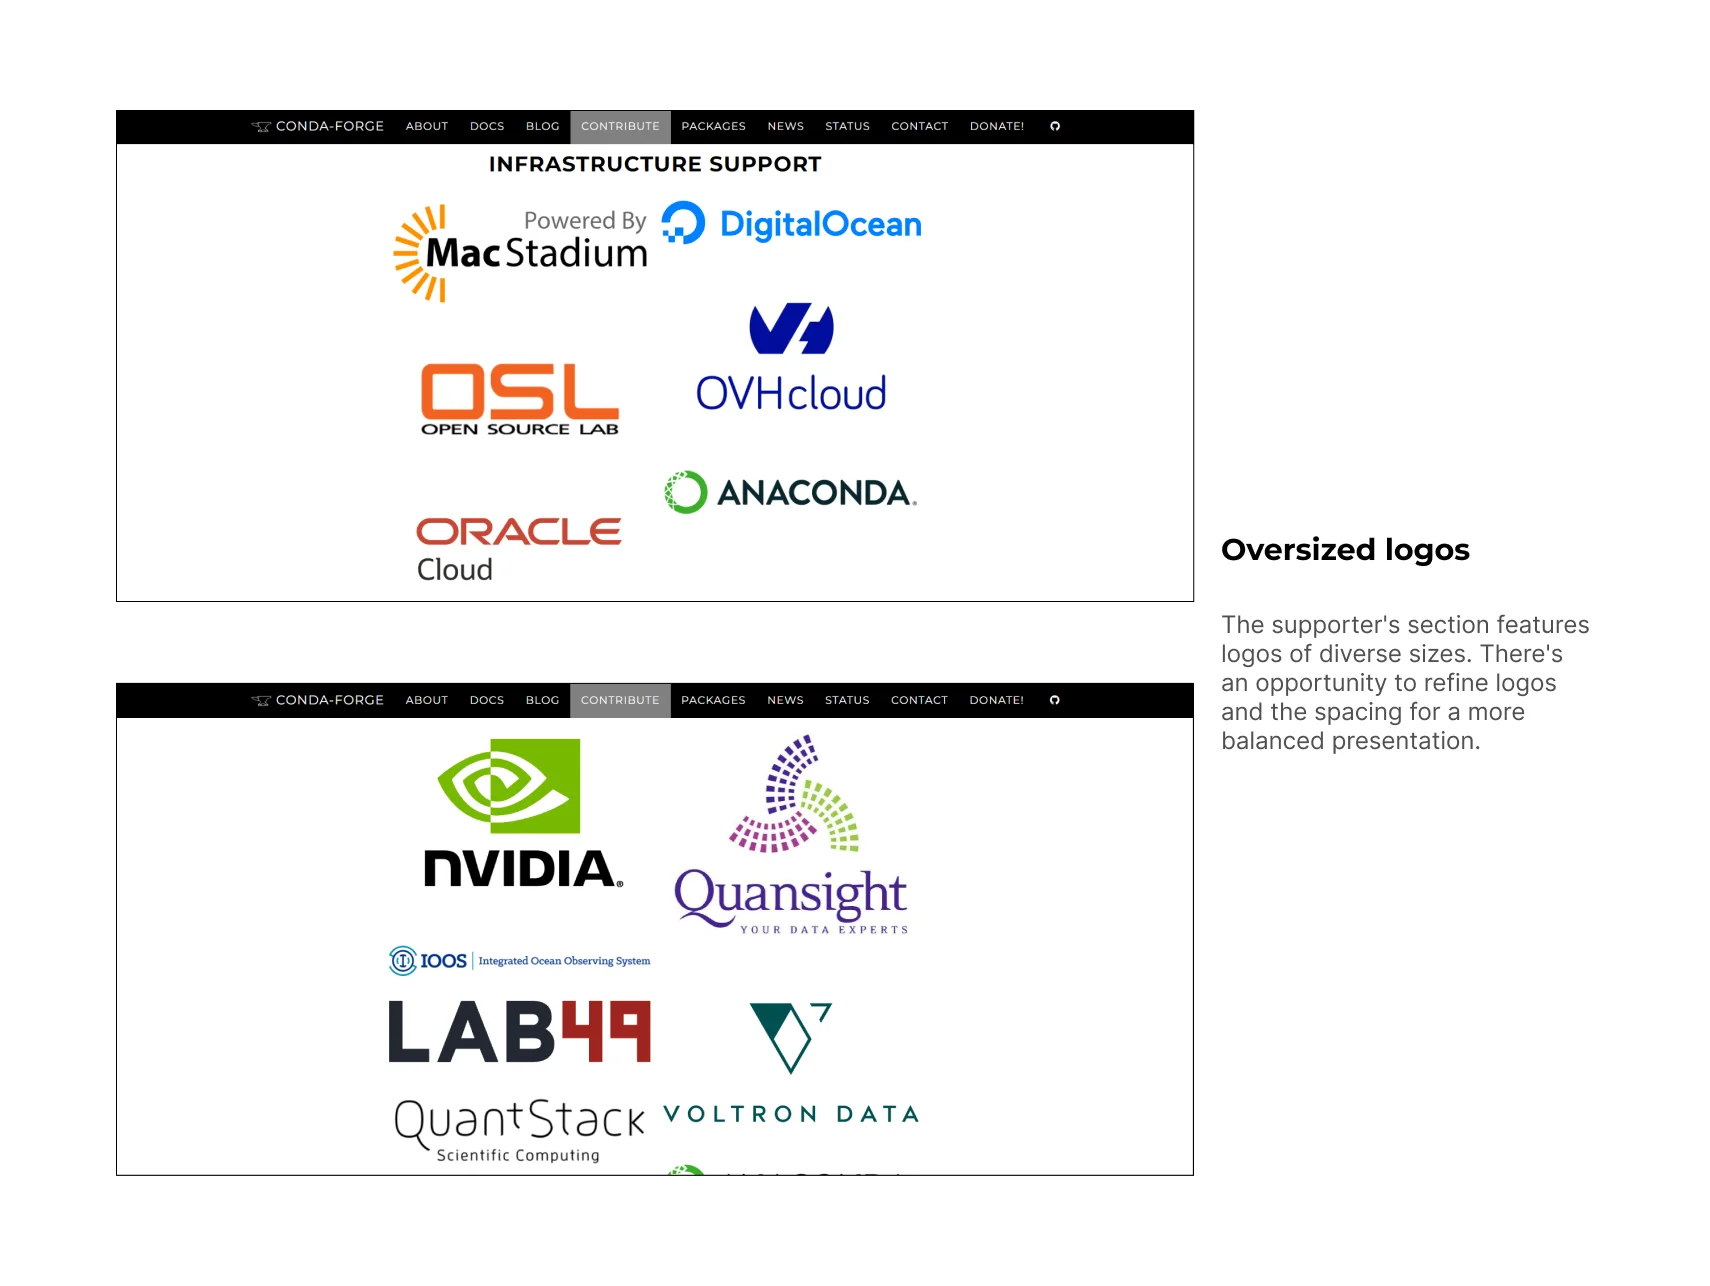 CONDA-FORGE ABOUT DOCS BLOG CONTRIBUTE PACKAGES NEWS STATUS CONTACT DONATE!
INFRASTRUCTURE SUPPORT
Powered By
MacStadium
DigitalOcean
OVHcloud
OSL
OPEN SOURCE LAB
ANACONDA®
ORACLE
Cloud
CONDA-FORGE ABOUT DOCS BLOG CONTRIBUTE PACKAGES NEWS STATUS CONTACT DONATE!
NVIDIA®
Quansight
YOUR DATA EXPERTS
IOOS Integrated Ocean Observing System
LAB49
VOLTRON DATA
QuantStack
Scientific Computing
Oversized logos
The supporter's section features
logos of diverse sizes. There's
an opportunity to refine logos
and the spacing for a more
balanced presentation.